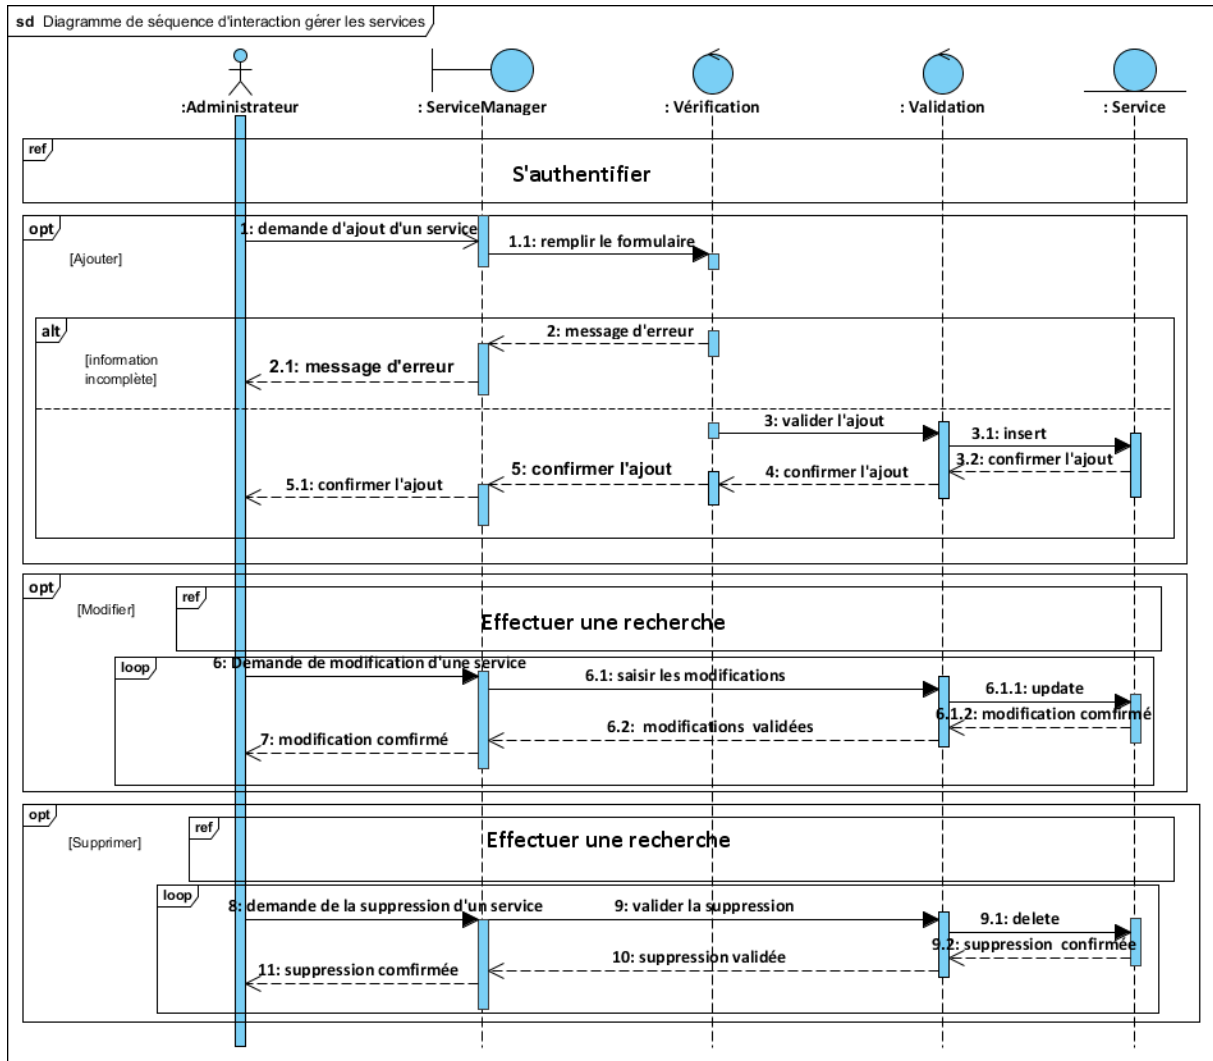 sd Diagramme de séquence d'interaction gérer les services
:Administrateur
: ServiceManager
: Vérification
: Validation
: Service
ref
S'authentifier
opt
[Ajouter]
1: demande d'ajout d'un service
1.1: remplir le formulaire
alt
[information
incomplète]
2: message d'erreur
2.1: message d'erreur
3: valider l'ajout
3.1: insert
3.2: confirmer l'ajout
4: confirmer l'ajout
5: confirmer l'ajout
5.1: confirmer l'ajout
opt
[Modifier]
ref
Effectuer une recherche
loop
6: Demande de modification d'une service
6.1: saisir les modifications
6.1.1: update
6.1.2: modification comfirmé
6.2: modifications validées
7: modification comfirmé
opt
[Supprimer]
ref
Effectuer une recherche
loop
8: demande de la suppression d'un service
9: valider la suppression
9.1: delete
9.2: suppression confirmée
10: suppression validée
11: suppression comfirmée